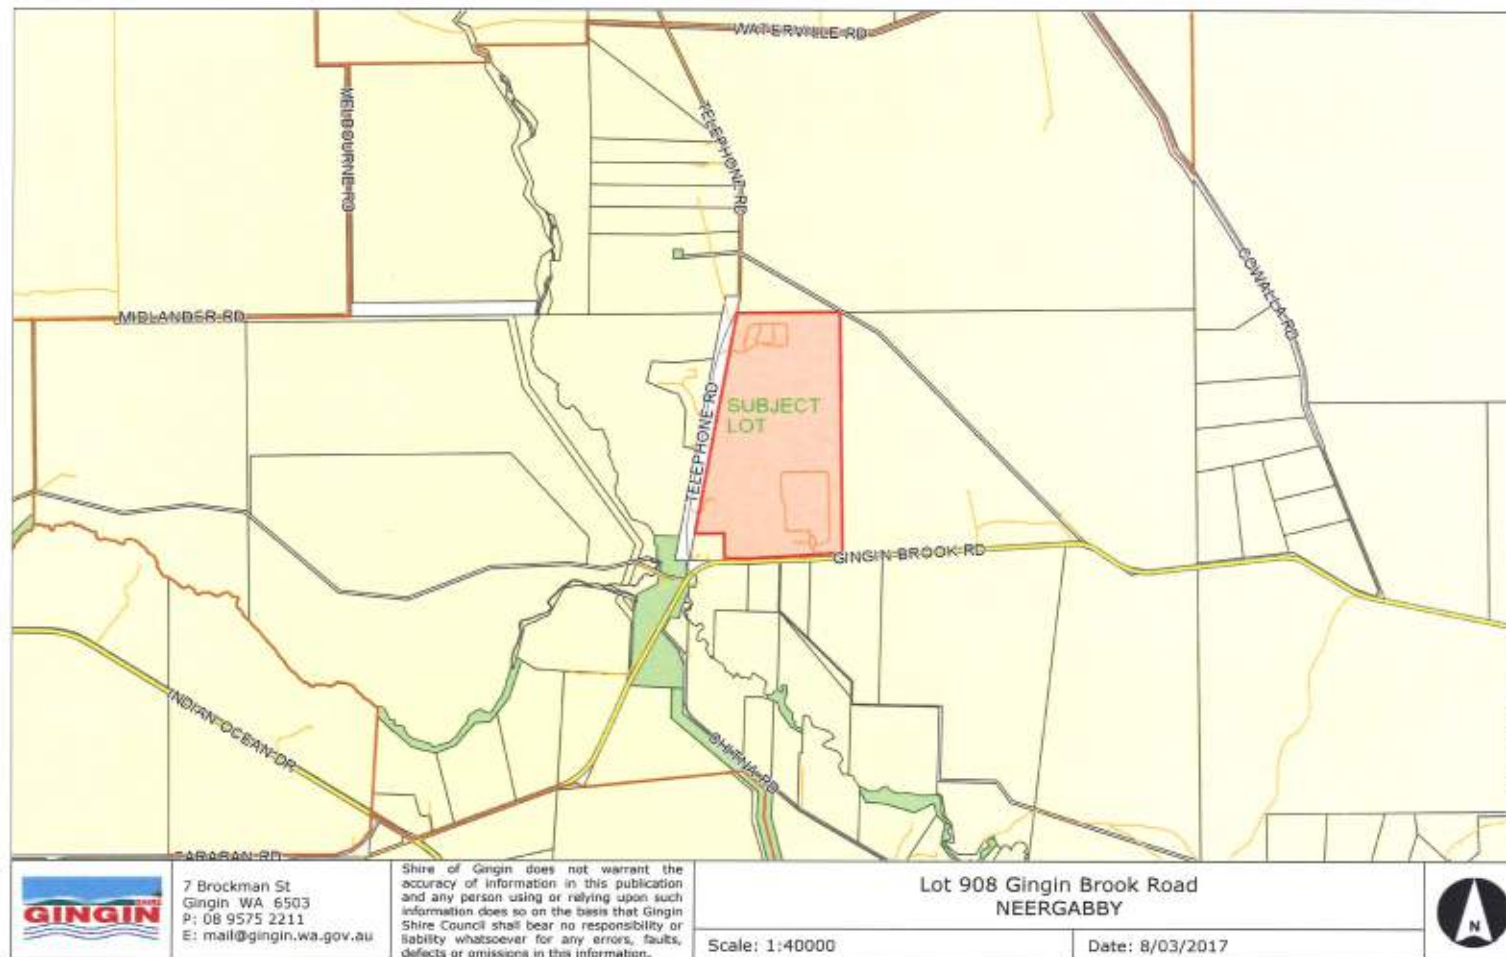 WATERVILLE RD
MELBOURNE RD
TELEPHONE RD
COWALLA RD
MIDLANDER RD
TELEPHONE RD
SUBJECT
LOT
GINGIN BROOK RD
INDIAN OCEAN DR
CHITNA RD
CARABAN RD
SHIRE
GINGIN
7 Brockman St
Gingin WA 6503
P: 08 9575 2211
E: mail@gingin.wa.gov.au
Shire of Gingin does not warrant the
accuracy of information in this publication
and any person using or relying upon such
information does so on the basis that Gingin
Shire Council shall bear no responsibility or
liability whatsoever for any errors, faults,
defects or omissions in this information.
Lot 908 Gingin Brook Road
NEERGABBY
Scale: 1:40000
Date: 8/03/2017
N